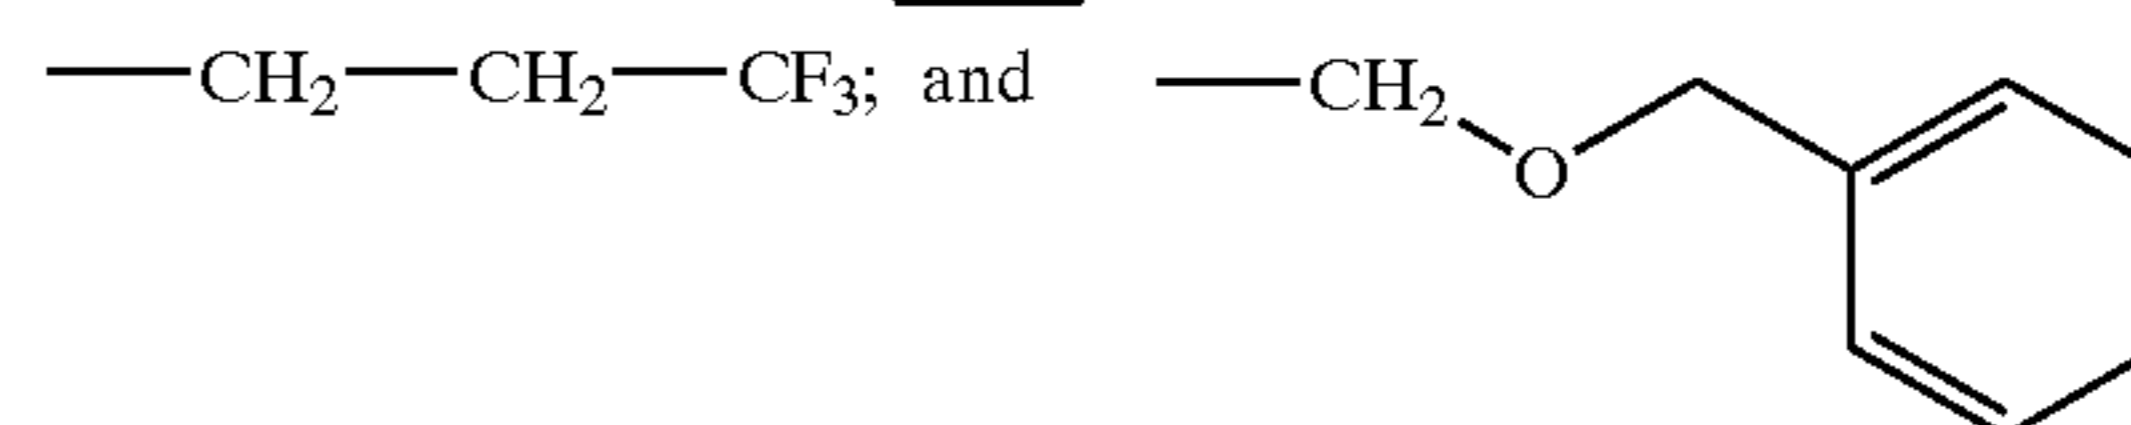 —CH₂—CH₂—CF₃; and —CH₂
O